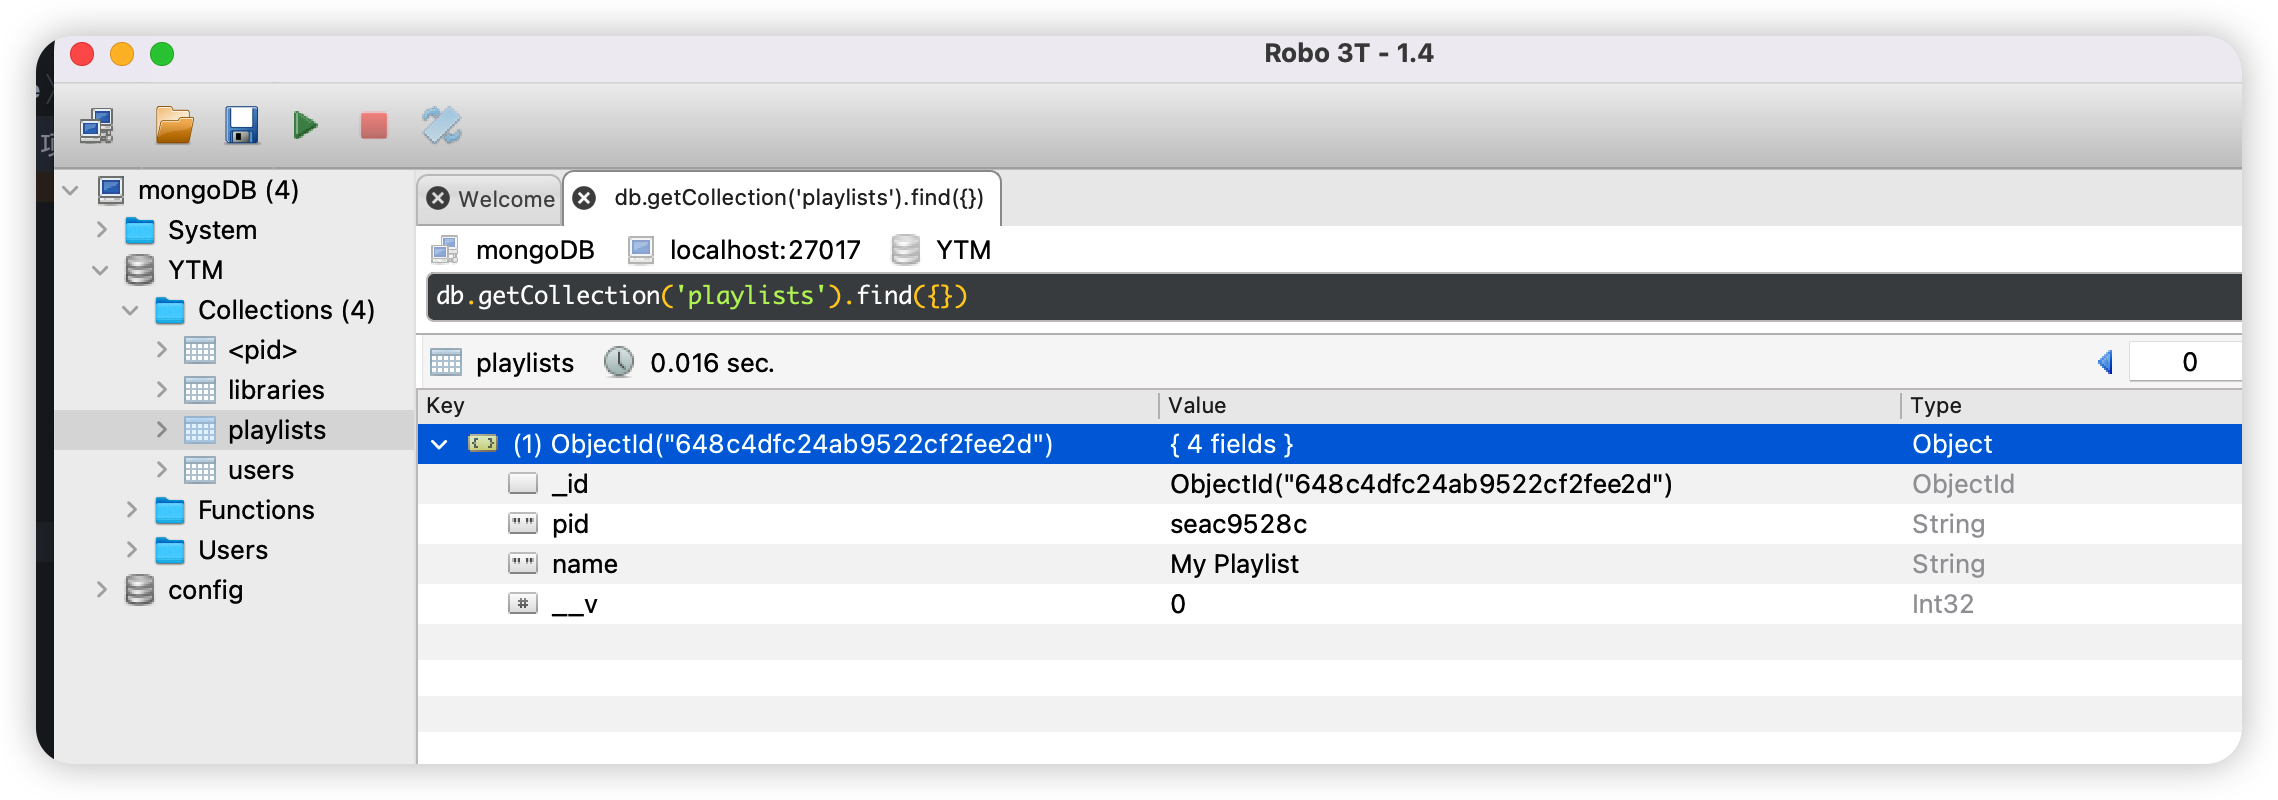 Robo 3T - 1.4
mongoDB (4)
System
YTM
Collections (4)
<pid>
libraries
playlists
users
Functions
Users
config
Welcome
db.getCollection('playlists').find({})
mongoDB localhost:27017 YTM
db.getCollection('playlists').find({})
playlists 0.016 sec. 0
Key Value Type
(1) ObjectId("648c4dfc24ab9522cf2fee2d") { 4 fields } Object
_id ObjectId("648c4dfc24ab9522cf2fee2d") ObjectId
pid seac9528c String
name My Playlist String
__v 0 Int32